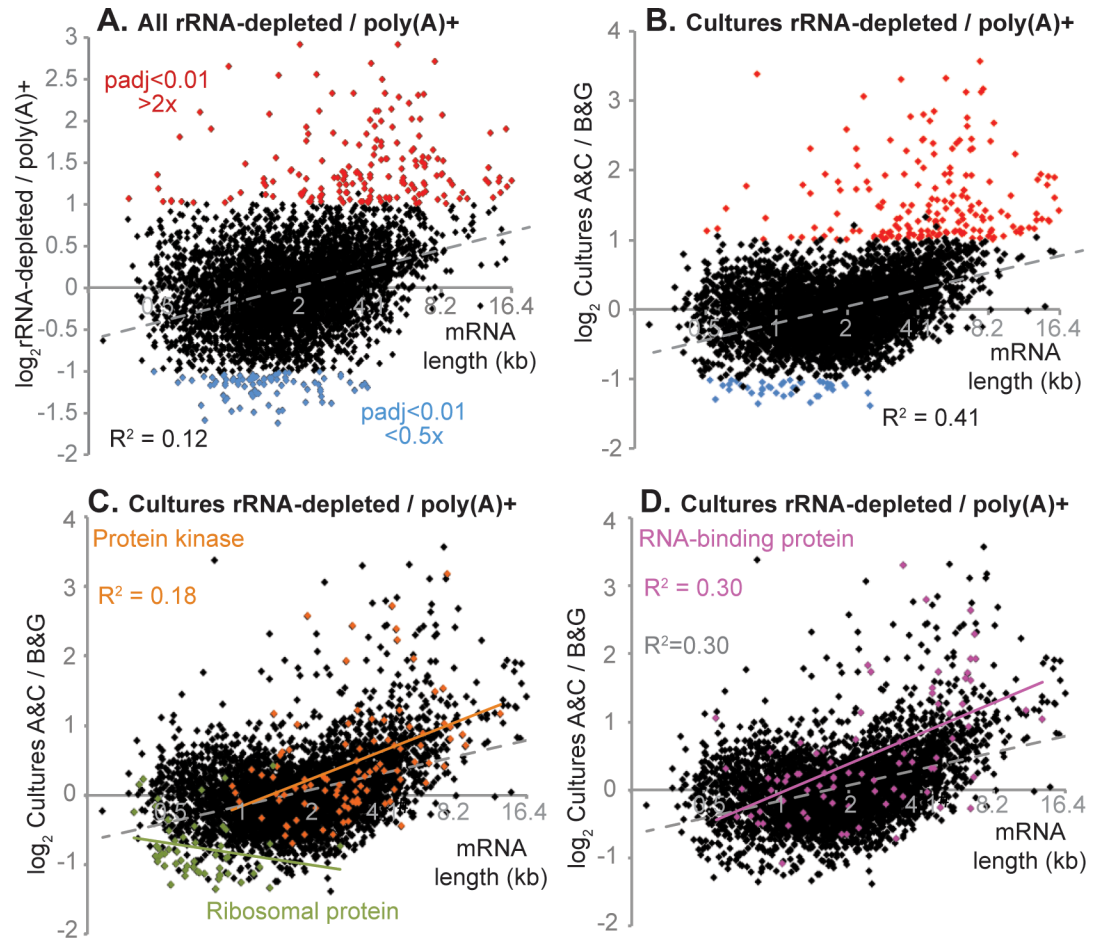 A. All rRNA-depleted / poly(A)+
log2rRNA-depleted / poly(A)+
3
2.5
2
1.5
1
0.5
0
-0.5
-1
-1.5
-2
padj<0.01
>2x
0.5 1 2 4.1 8.2 16.4
mRNA
length (kb)
padj<0.01
<0.5x
R² = 0.12
B. Cultures rRNA-depleted / poly(A)+
log2 Cultures A&C / B&G
4
3
2
1
0
-1
-2
0.5 1 2 4.1 8.2 16.4
mRNA
length (kb)
R² = 0.41
C. Cultures rRNA-depleted / poly(A)+
log2 Cultures A&C / B&G
4
3
2
1
0
-1
-2
Protein kinase
R² = 0.18
0.5 1 2 4.1 8.2 16.4
mRNA
length (kb)
Ribosomal protein
D. Cultures rRNA-depleted / poly(A)+
log2 Cultures A&C / B&G
4
3
2
1
0
-1
-2
RNA-binding protein
R² = 0.30
R²=0.30
0.5 1 2 4.1 8.2 16.4
mRNA
length (kb)